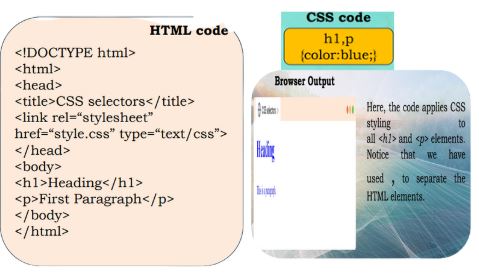 HTML code
<!DOCTYPE html>
<html>
<head>
<title>CSS selectors</title>
<link rel=“stylesheet”
href=“style.css” type=“text/css”>
</head>
<body>
<h1>Heading</h1>
<p>First Paragraph</p>
</body>
</html>
CSS code
h1,p
{color:blue;}
Browser Output
CSS selectors
Heading
This is a paragraph
Here, the code applies CSS
styling to
all <h1> and <p> elements.
Notice that we have
used , to separate the
HTML elements.